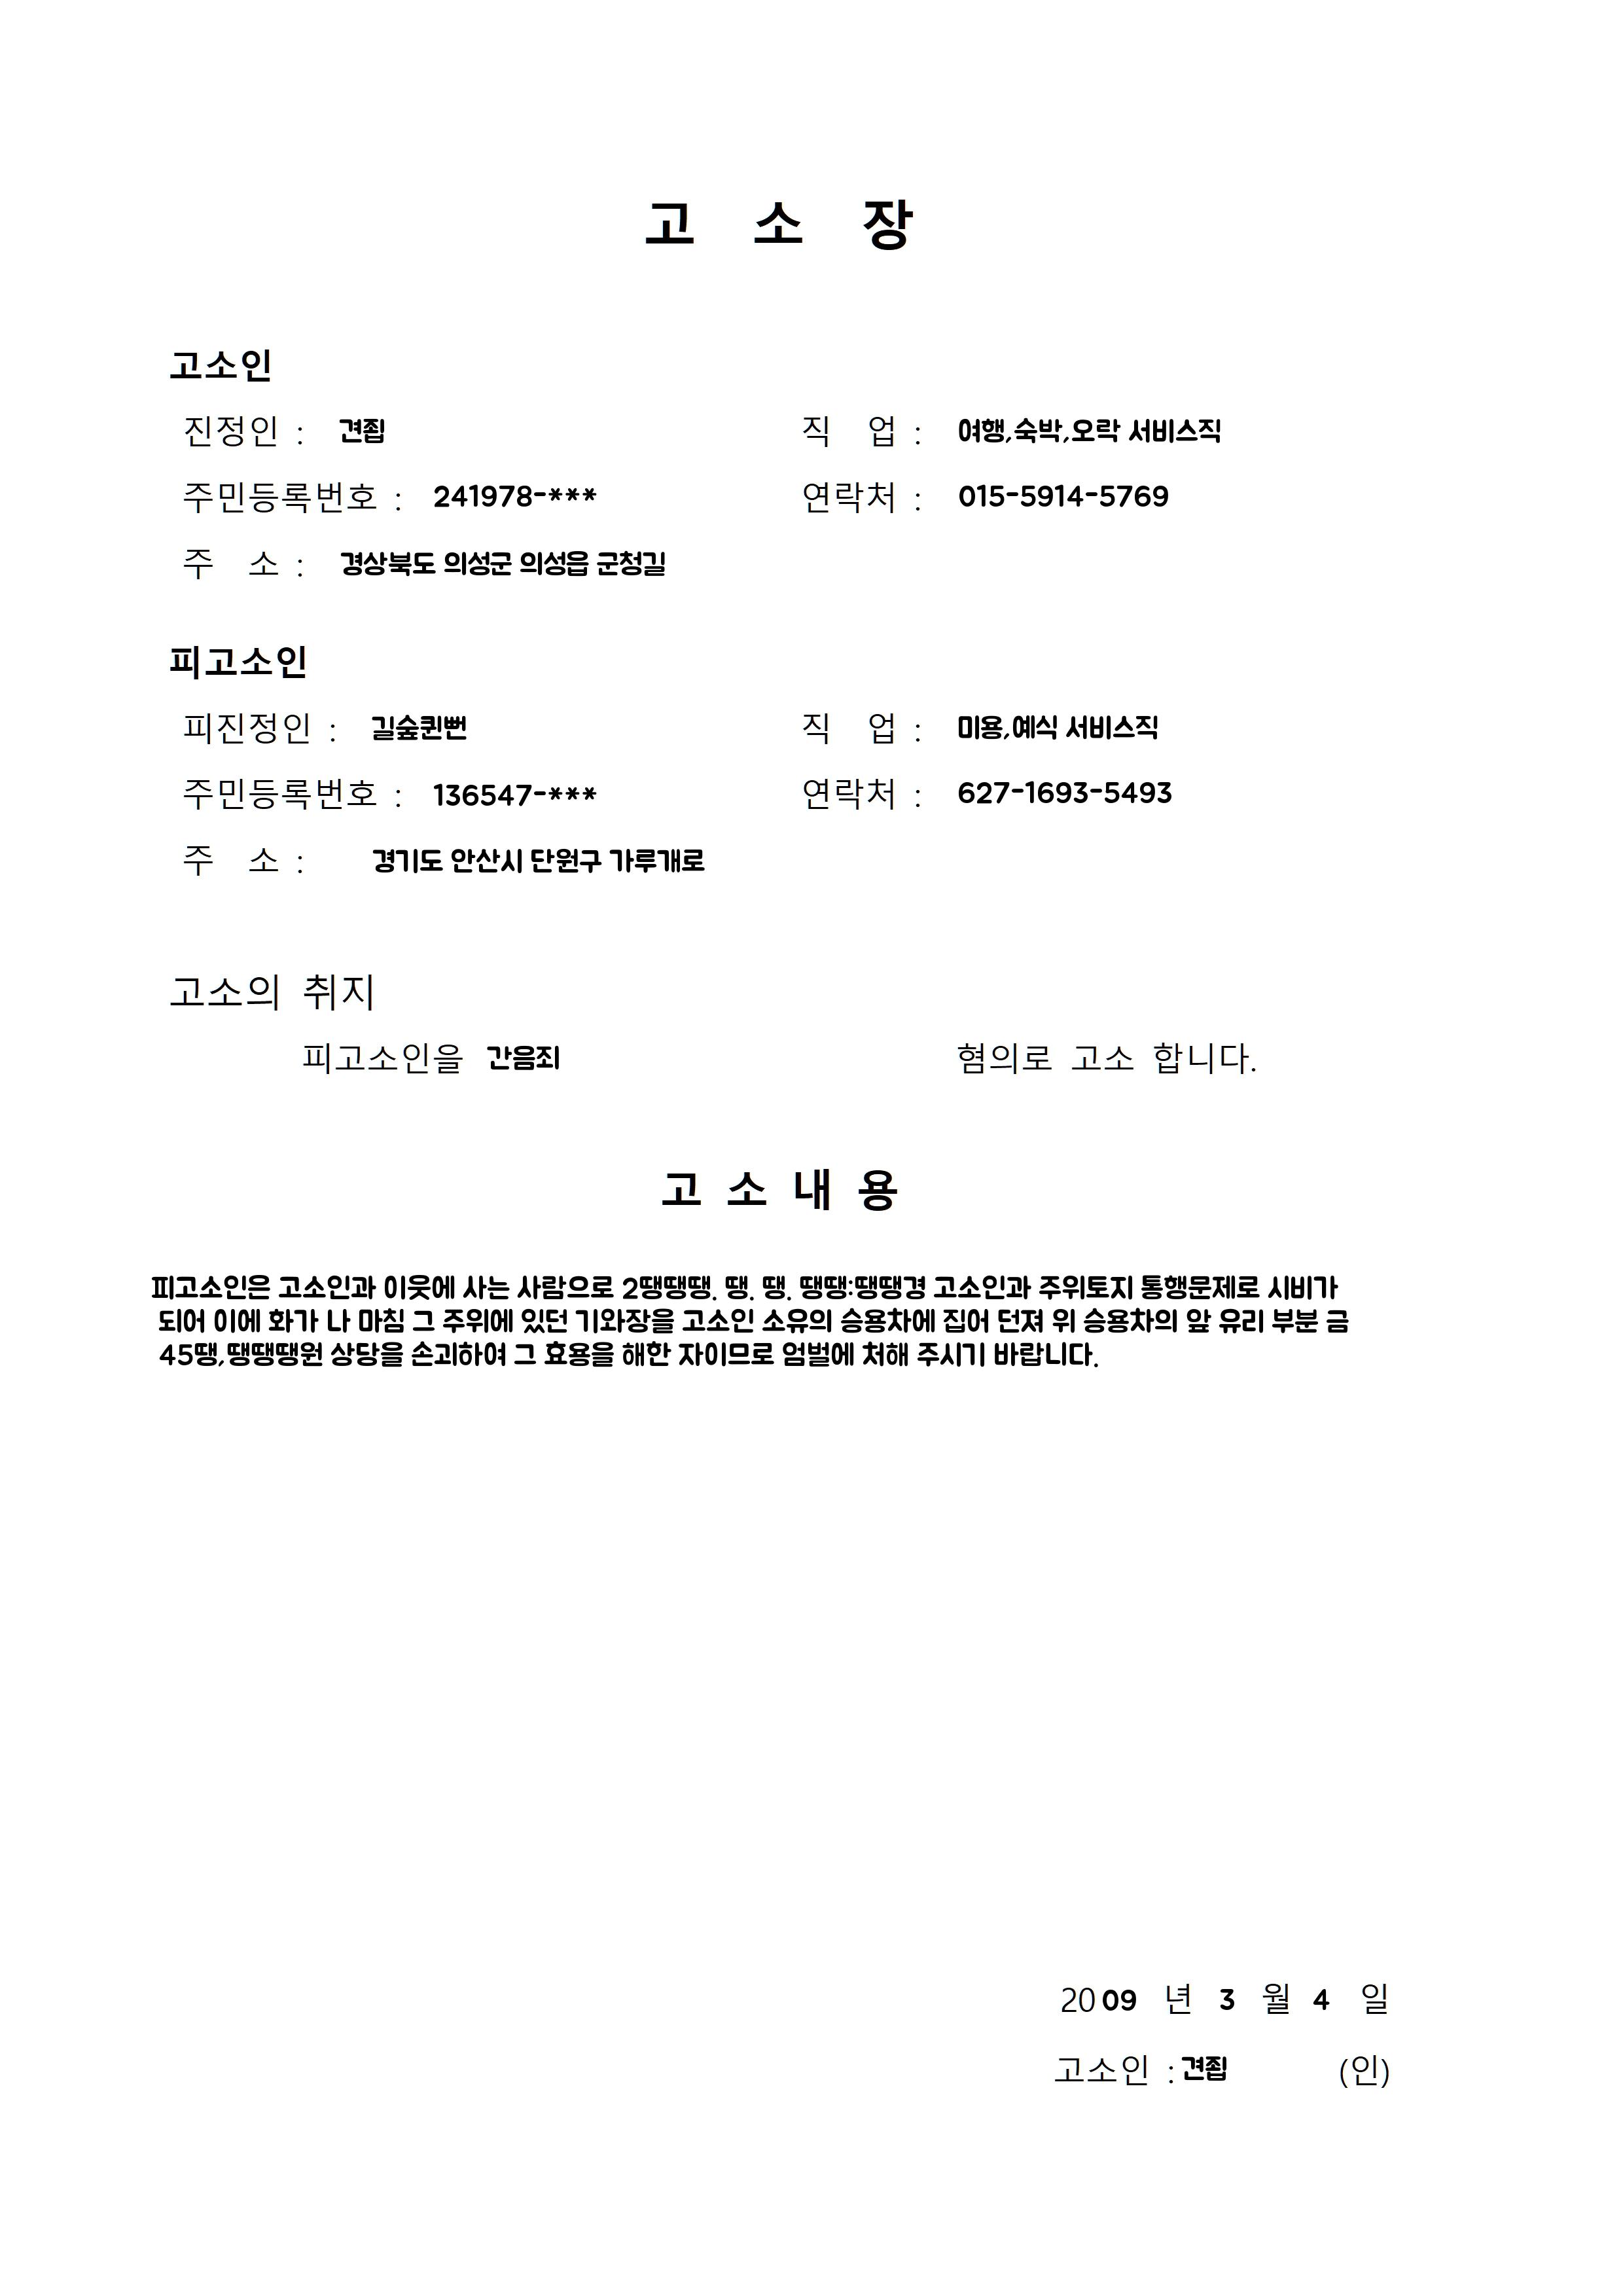 고 소 장
고소인
진정인 : 견죕 직 업 : 여행,숙박,오락 서비스직
주민등록번호 : 241978-*** 연락처 : 015-5914-5769
주 소 : 경상북도 의성군 의성읍 군청길
피고소인
피진정인 : 길숲퀸뻔 직 업 : 미용,예식 서비스직
주민등록번호 : 136547-*** 연락처 : 627-1693-5493
주 소 : 경기도 안산시 단원구 가루개로
고소의 취지
피고소인을 간음죄 혐의로 고소 합니다.
고 소 내 용
피고소인은 고소인과 이웃에 사는 사람으로 2땡땡땡. 땡. 땡. 땡땡:땡땡경 고소인과 주위토지 통행문제로 시비가
되어 이에 화가 나 마침 그 주위에 있던 기와장을 고소인 소유의 승용차에 집어 던져 위 승용차의 앞 유리 부분 금
45땡,땡땡땡원 상당을 손괴하여 그 효용을 해한 자이므로 엄벌에 처해 주시기 바랍니다.
2009 년 3 월 4 일
고소인 : 견죕 (인)